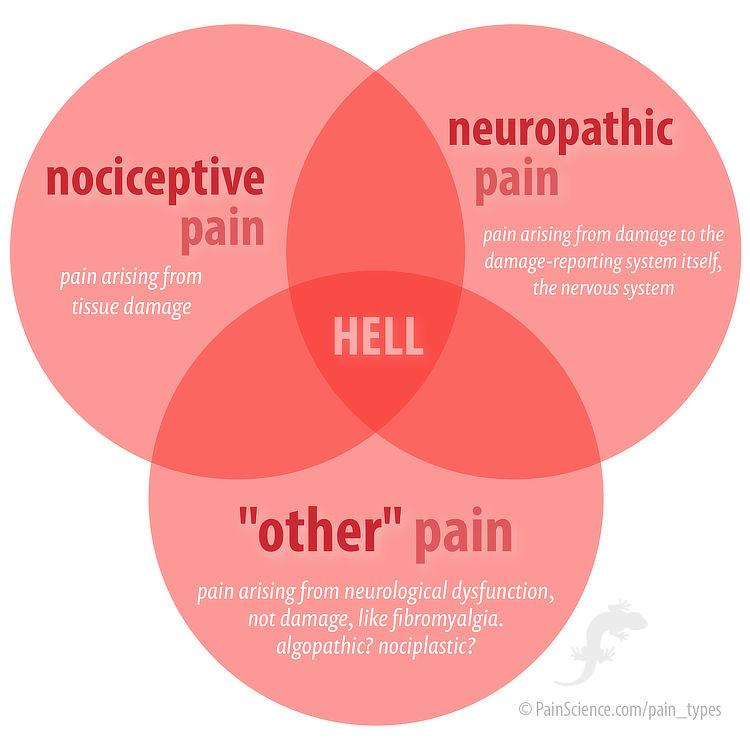 nociceptive
pain
pain arising from
tissue damage
neuropathic
pain
pain arising from damage to the
damage-reporting system itself,
the nervous system
HELL
"other" pain
pain arising from neurological dysfunction,
not damage, like fibromyalgia.
algopathic? nociplastic?
© PainScience.com/pain_types